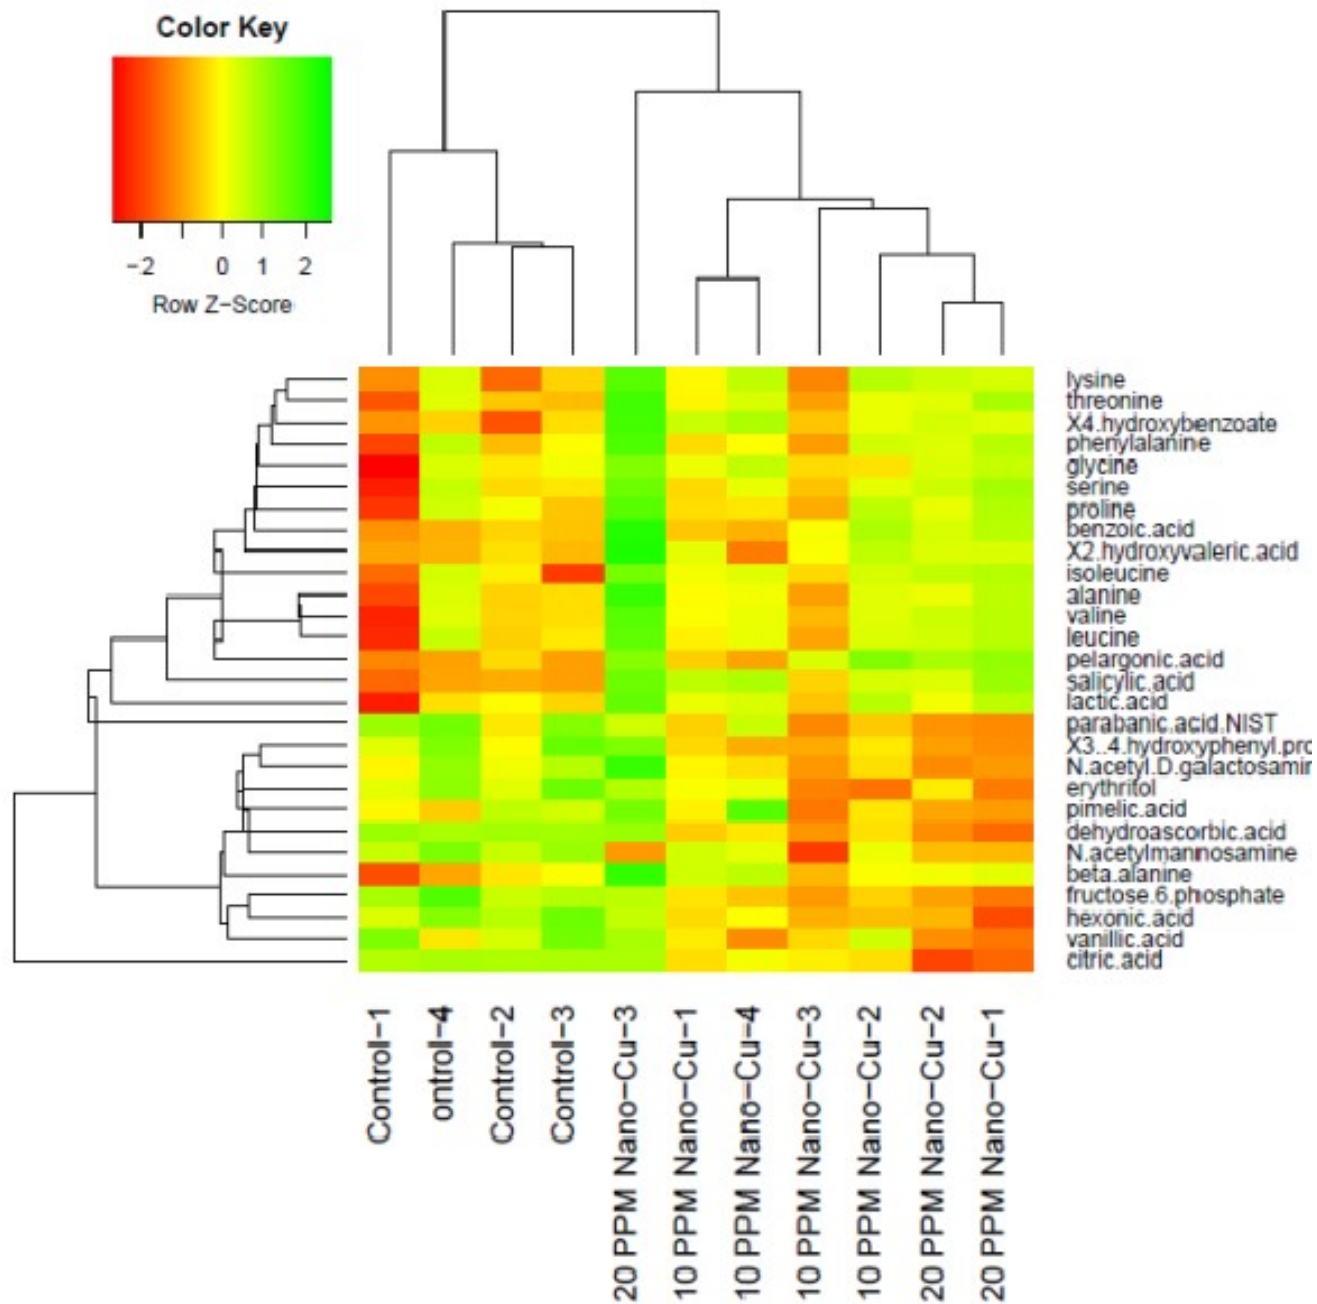 Color Key
−2 0 1 2
Row Z−Score
lysine
threonine
X4.hydroxybenzoate
phenylalanine
glycine
serine
proline
benzoic.acid
X2.hydroxyvaleric.acid
isoleucine
alanine
valine
leucine
pelargonic.acid
salicylic.acid
lactic.acid
parabanic.acid.NIST
X3..4.hydroxyphenyl.prc
N.acetyl.D.galactosamir
erythritol
pimelic.acid
dehydroascorbic.acid
N.acetylmannosamine
beta.alanine
fructose.6.phosphate
hexonic.acid
vanillic.acid
citric.acid
Control−1
ontrol−4
Control−2
Control−3
20 PPM Nano−Cu−3
10 PPM Nano−Cu−1
10 PPM Nano−Cu−4
10 PPM Nano−Cu−3
10 PPM Nano−Cu−2
20 PPM Nano−Cu−2
20 PPM Nano−Cu−1